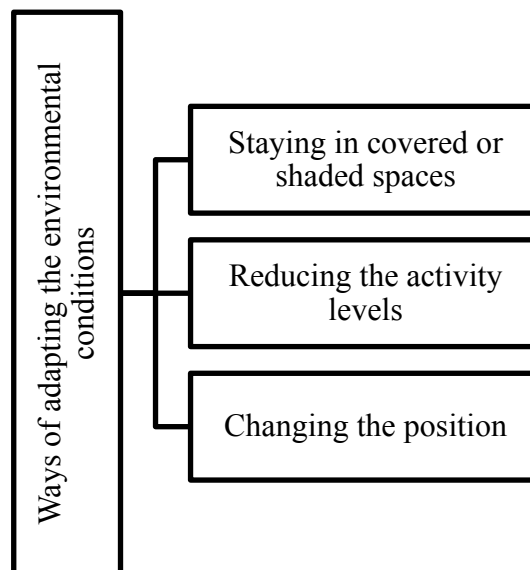 Ways of adapting the environmental
conditions
Staying in covered or
shaded spaces
Reducing the activity
levels
Changing the position